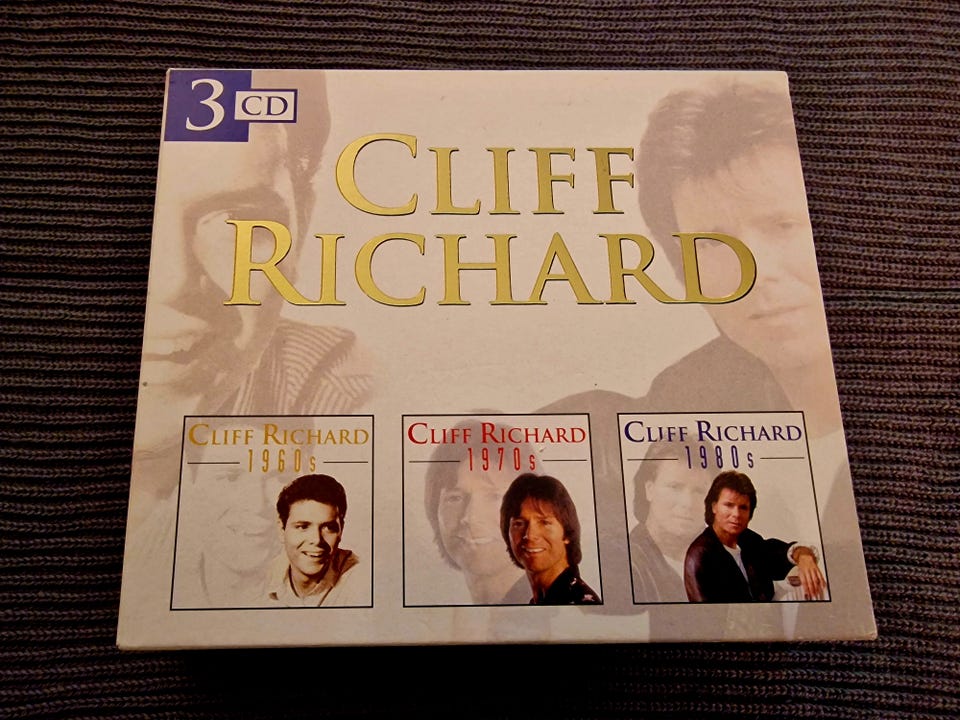 3 CD
CLIFF
RICHARD
CLIFF RICHARD
1960s
CLIFF RICHARD
1970s
CLIFF RICHARD
1980s